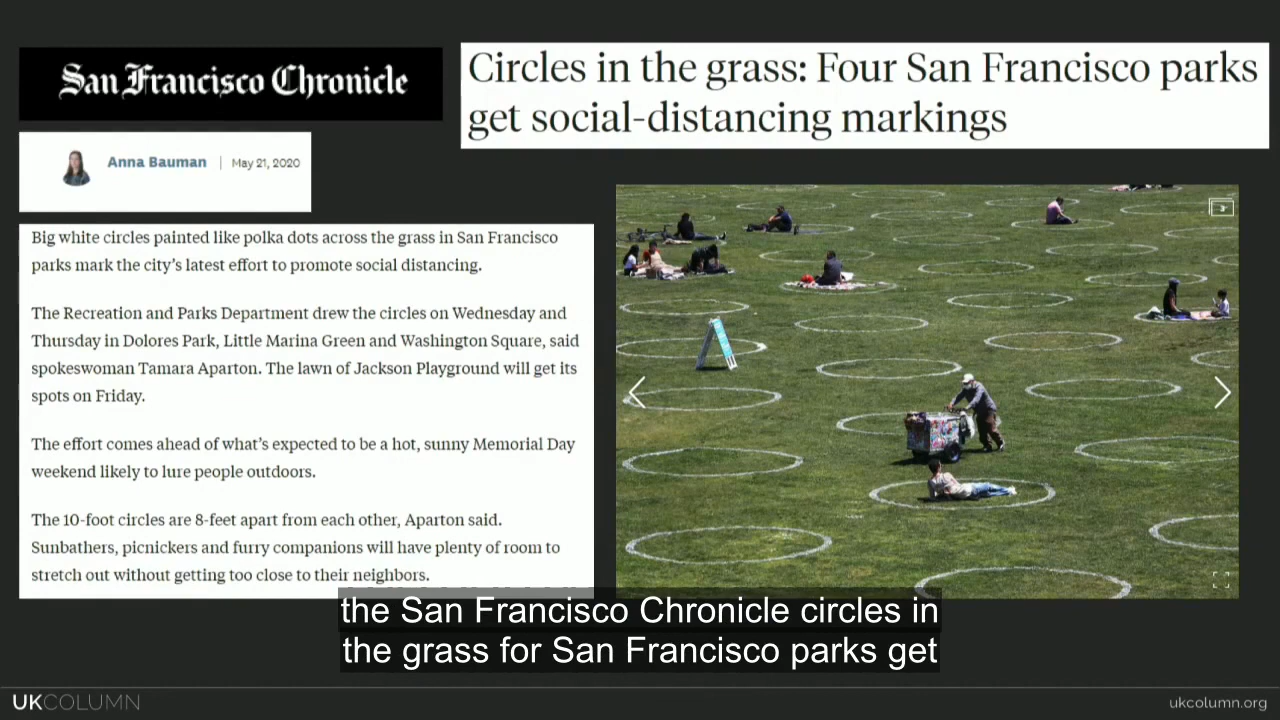 San Francisco Chronicle
Circles in the grass: Four San Francisco parks
get social-distancing markings
Anna Bauman | May 21, 2020
Big white circles painted like polka dots across the grass in San Francisco
parks mark the city's latest effort to promote social distancing.
The Recreation and Parks Department drew the circles on Wednesday and
Thursday in Dolores Park, Little Marina Green and Washington Square, said
spokeswoman Tamara Aparton. The lawn of Jackson Playground will get its
spots on Friday.
The effort comes ahead of what's expected to be a hot, sunny Memorial Day
weekend likely to lure people outdoors.
The 10-foot circles are 8-feet apart from each other, Aparton said.
Sunbathers, picnickers and furry companions will have plenty of room to
stretch out without getting too close to their neighbors.
3
the San Francisco Chronicle circles in
the grass for San Francisco parks get
UKCOLUMN
ukcolumn.org